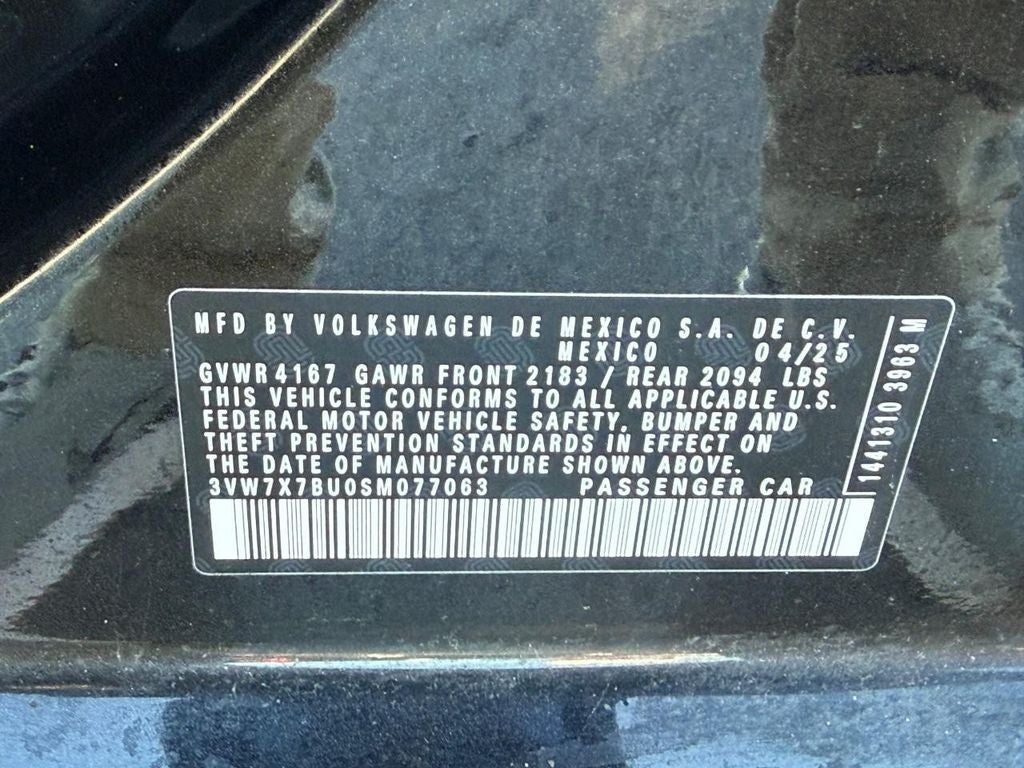 MFD BY VOLKSWAGEN DE MEXICO S.A. DE C.V.
MEXICO 04/25
GVWR 4167 GAWR FRONT 2183 / REAR 2094 LBS
THIS VEHICLE CONFORMS TO ALL APPLICABLE U.S.
FEDERAL MOTOR VEHICLE SAFETY, BUMPER AND
THEFT PREVENTION STANDARDS IN EFFECT ON
THE DATE OF MANUFACTURE SHOWN ABOVE.
3VW7X7BU0SM077063 PASSENGER CAR
1441310 3963 M